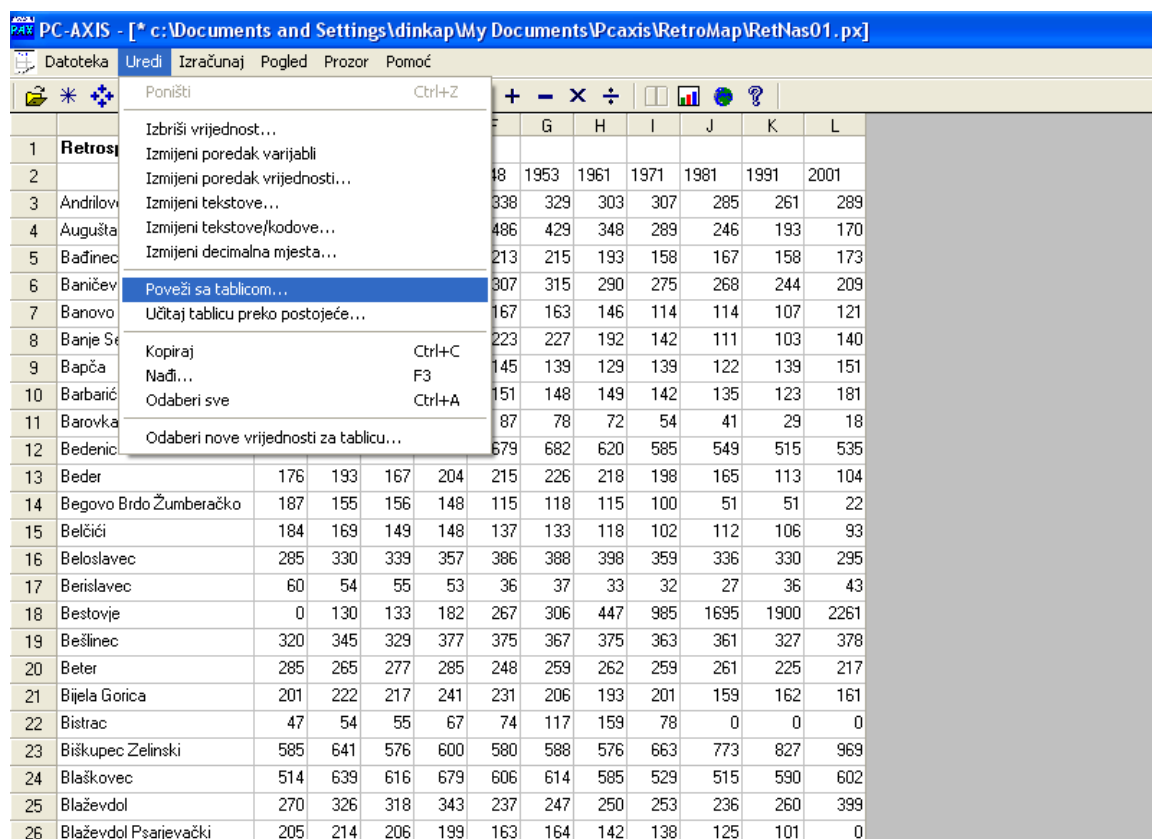 PC-AXIS - [* c:\Documents and Settings\dinkap\My Documents\Pcaxis\RetroMap\RetNas01.px]
Datoteka Uredi Izračunaj Pogled Prozor Pomoć
Poništi Ctrl+Z
Izbriši vrijednost...
Izmijeni poredak varijabli
Izmijeni poredak vrijednosti...
Izmijeni tekstove...
Izmijeni tekstove/kodove...
Izmijeni decimalna mjesta...
Poveži sa tablicom...
Učitaj tablicu preko postojeće...
Kopiraj Ctrl+C
Nađi... F3
Odaberi sve Ctrl+A
Odaberi nove vrijednosti za tablicu...
F G H I J K L
1 Retrosp
2 48 1953 1961 1971 1981 1991 2001
3 Andrilove 338 329 303 307 285 261 289
4 Augušta 486 429 348 289 246 193 170
5 Bađinec 213 215 193 158 167 158 173
6 Baničev 307 315 290 275 268 244 209
7 Banovo 167 163 146 114 114 107 121
8 Banje Se 223 227 192 142 111 103 140
9 Bapča 145 139 129 139 122 139 151
10 Barbarić 151 148 149 142 135 123 181
11 Barovka 87 78 72 54 41 29 18
12 Bedenic 679 682 620 585 549 515 535
13 Beder 176 193 167 204 215 226 218 198 165 113 104
14 Begovo Brdo Žumberačko 187 155 156 148 115 118 115 100 51 51 22
15 Belčići 184 169 149 148 137 133 118 102 112 106 93
16 Beloslavec 285 330 339 357 386 388 398 359 336 330 295
17 Berislavec 60 54 55 53 36 37 33 32 27 36 43
18 Bestovje 0 130 133 182 267 306 447 985 1695 1900 2261
19 Bešlinec 320 345 329 377 375 367 375 363 361 327 378
20 Beter 285 265 277 285 248 259 262 259 261 225 217
21 Bijela Gorica 201 222 217 241 231 206 193 201 159 162 161
22 Bistrac 47 54 55 67 74 117 159 78 0 0 0
23 Biškupec Zelinski 585 641 576 600 580 588 576 663 773 827 969
24 Blaškovec 514 639 616 679 606 614 585 529 515 590 602
25 Blaževdol 270 326 318 343 237 247 250 253 236 260 399
26 Blaževdol Psarjevački 205 214 206 199 163 164 142 138 125 101 0